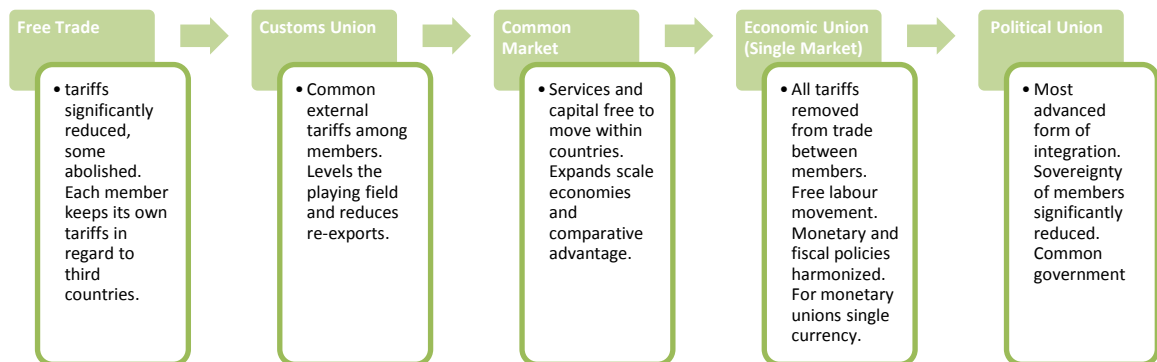 Free Trade
• tariffs
significantly
reduced,
some
abolished.
Each member
keeps its own
tariffs in
regard to
third
countries.
Customs Union
• Common
external
tariffs among
members.
Levels the
playing field
and reduces
re-exports.
Common
Market
• Services and
capital free to
move within
countries.
Expands scale
economies
and
comparative
advantage.
Economic Union
(Single Market)
• All tariffs
removed
from trade
between
members.
Free labour
movement.
Monetary and
fiscal policies
harmonized.
For monetary
unions single
currency.
Political Union
• Most
advanced
form of
integration.
Sovereignty
of members
significantly
reduced.
Common
government